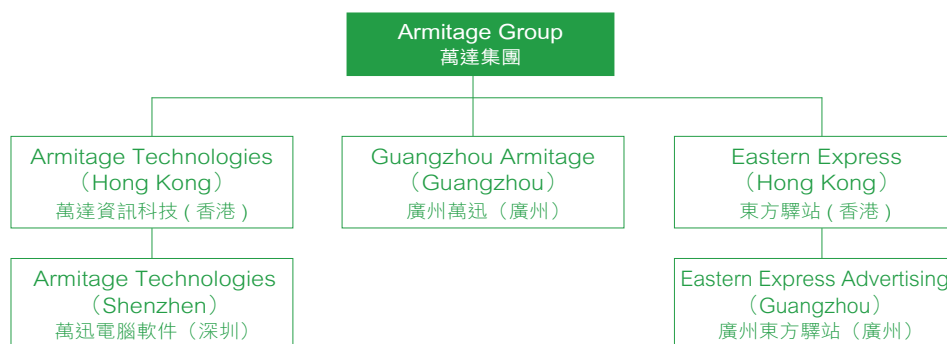 Armitage Group
萬達集團
Armitage Technologies
（Hong Kong）
萬達資訊科技 ( 香港 )
Guangzhou Armitage
（Guangzhou）
廣州萬迅（廣州）
Eastern Express
（Hong Kong）
東方驛站 ( 香港 )
Armitage Technologies
（Shenzhen）
萬迅電腦軟件（深圳）
Eastern Express Advertising
（Guangzhou）
廣州東方驛站（廣州）